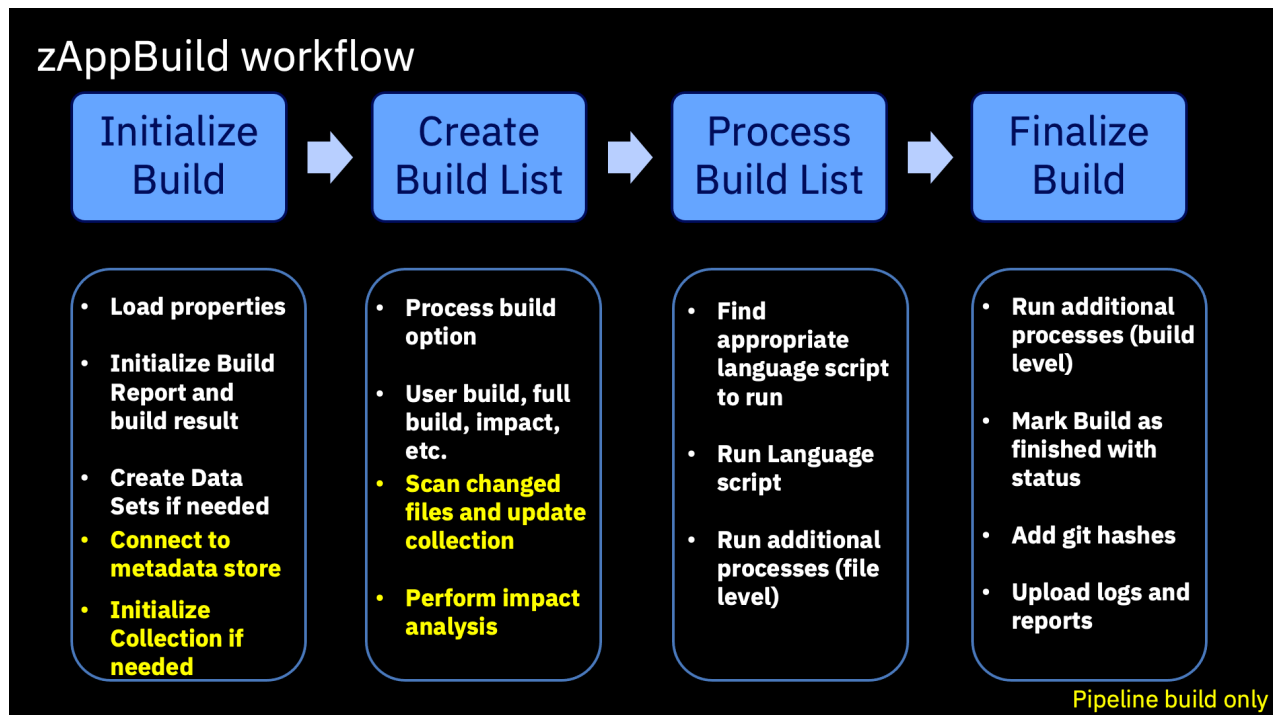 zAppBuild workflow
Initialize
Build
Create
Build List
Process
Build List
Finalize
Build
• Load properties
• Initialize Build
Report and
build result
• Create Data
Sets if needed
• Connect to
metadata store
• Initialize
Collection if
needed
• Process build
option
• User build, full
build, impact,
etc.
• Scan changed
files and update
collection
• Perform impact
analysis
• Find
appropriate
language script
to run
• Run Language
script
• Run additional
processes (file
level)
• Run additional
processes (build
level)
• Mark Build as
finished with
status
• Add git hashes
• Upload logs and
reports
Pipeline build only